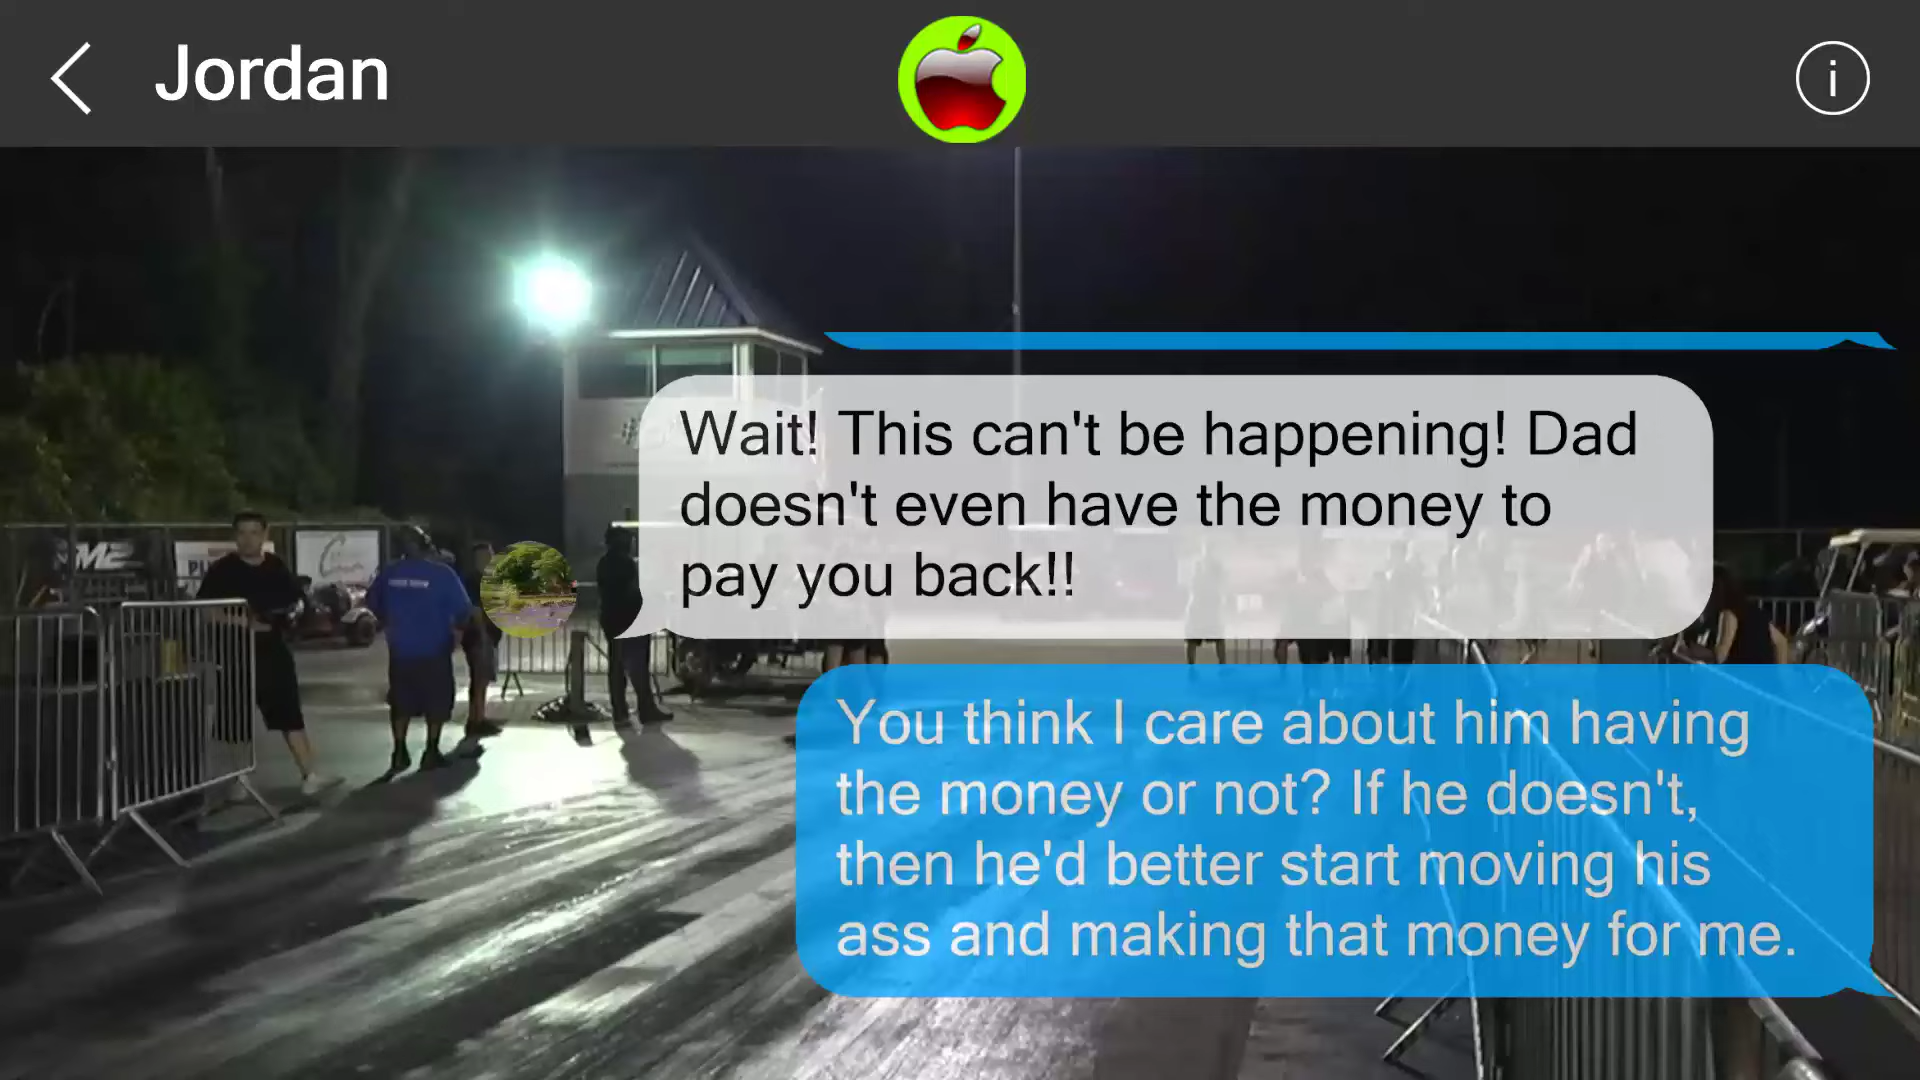 Jordan
i
Wait! This can't be happening! Dad
doesn't even have the money to
pay you back!!
You think I care about him having
the money or not? If he doesn't,
then he'd better start moving his
ass and making that money for me.